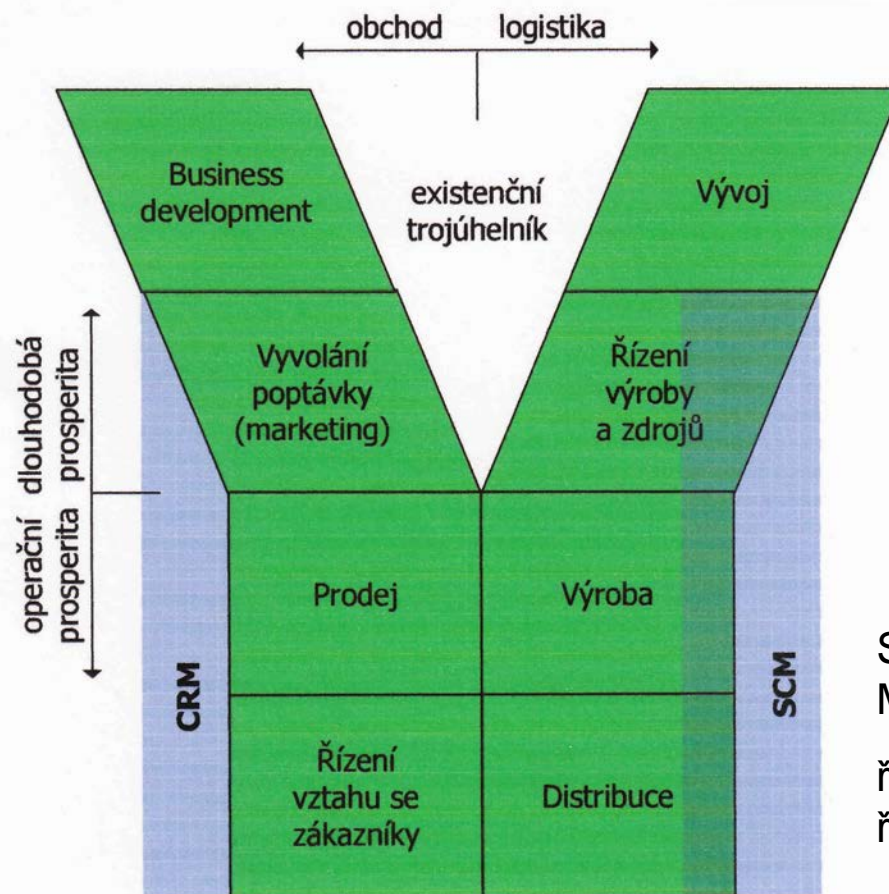 obchod logistika
Business
development
existenční
trojúhelník
Vývoj
dlouhodobá
prosperita
Vyvolání
poptávky
(marketing)
Řízení
výroby
a zdrojů
operační
prosperita
Prodej
Výroba
CRM
SCM
Řízení
vztahu se
zákazníky
Distribuce